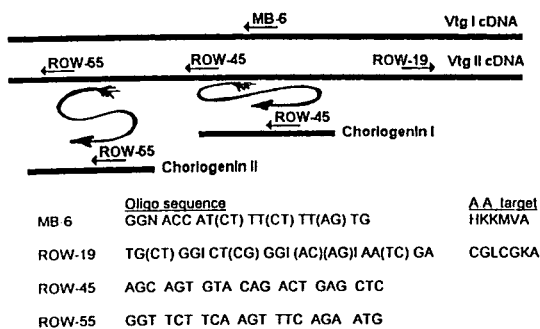 MB-6 Vtg I cDNA
ROW-55 ROW-45 ROW-19 Vtg II cDNA
ROW-45 Choriogenin I
ROW-55 Choriogenin II
Oligo sequence A A target
MB-6 GGN ACC AT(CT) TT(CT) TT(AG) TG HKKMVA
ROW-19 TG(CT) GGI CT(CG) GGI (AC)(AG)I AA(TC) GA CGLCGKA
ROW-45 AGC AGT GTA CAG ACT GAG CTC
ROW-55 GGT TCT TCA AGT TTC AGA ATG